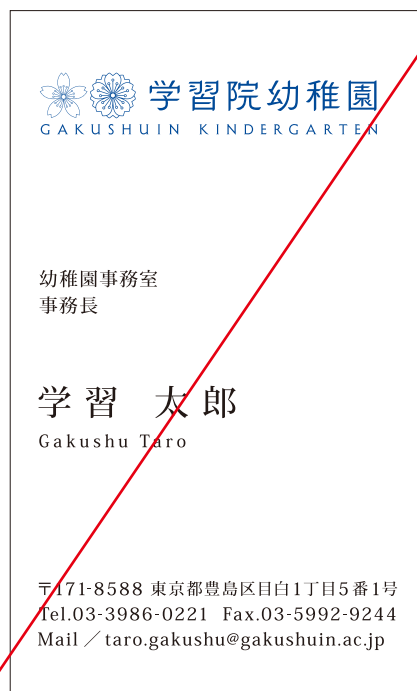 学習院幼稚園
GAKUSHUIN KINDERGARTEN
幼稚園事務室
事務長
学習 太郎
Gakushu Taro
〒171-8588 東京都豊島区目白1丁目5番1号
Tel.03-3986-0221 Fax.03-5992-9244
Mail／taro.gakushu@gakushuin.ac.jp